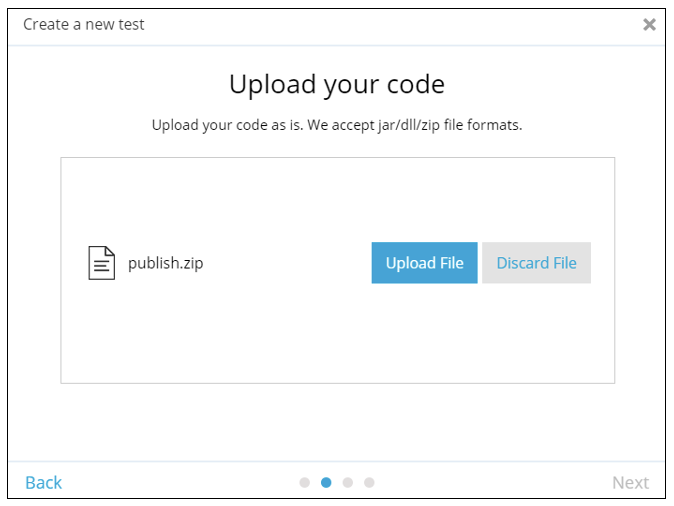 Create a new test
Upload your code
Upload your code as is. We accept jar/dll/zip file formats.
publish.zip
Upload File
Discard File
Back
Next